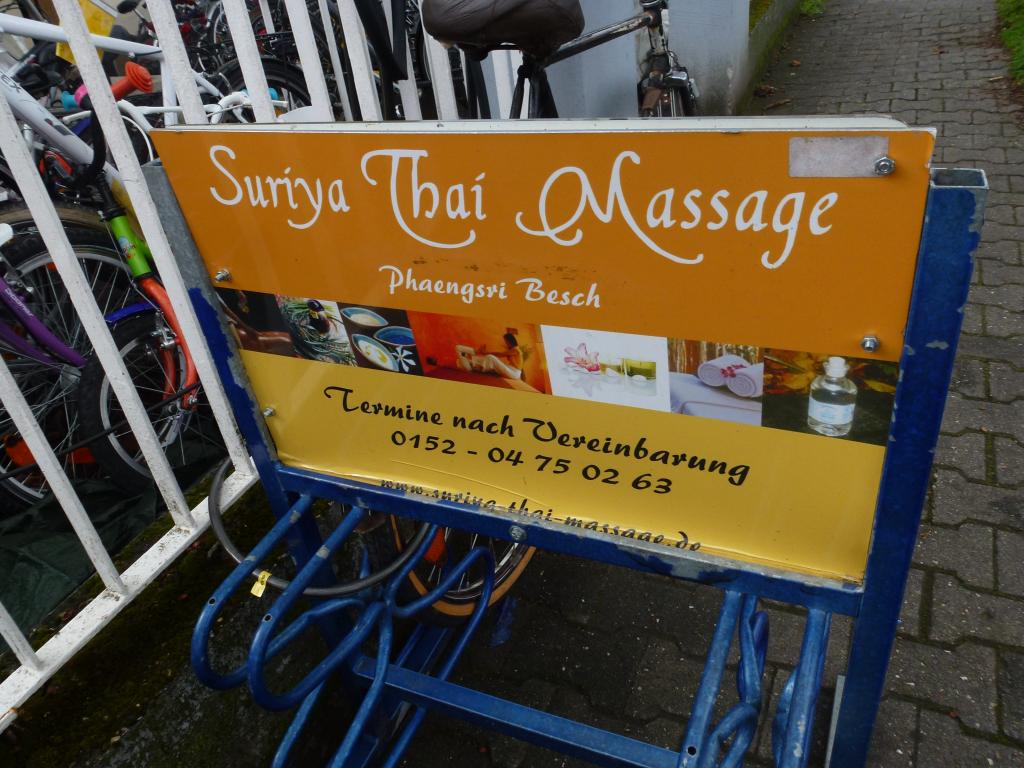 Suriya Thai Massage
Phaengsri Besch
Termine nach Vereinbarung
0152 - 04 75 02 63
www.suriya-thai-massage.de